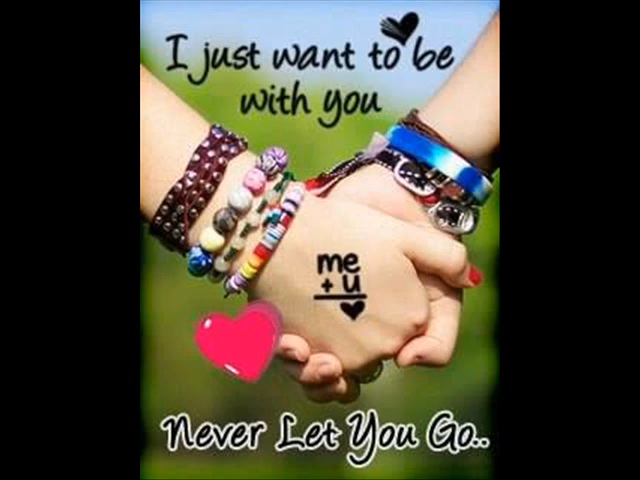 I just want to be
with you
me
+ u
Never Let You Go..